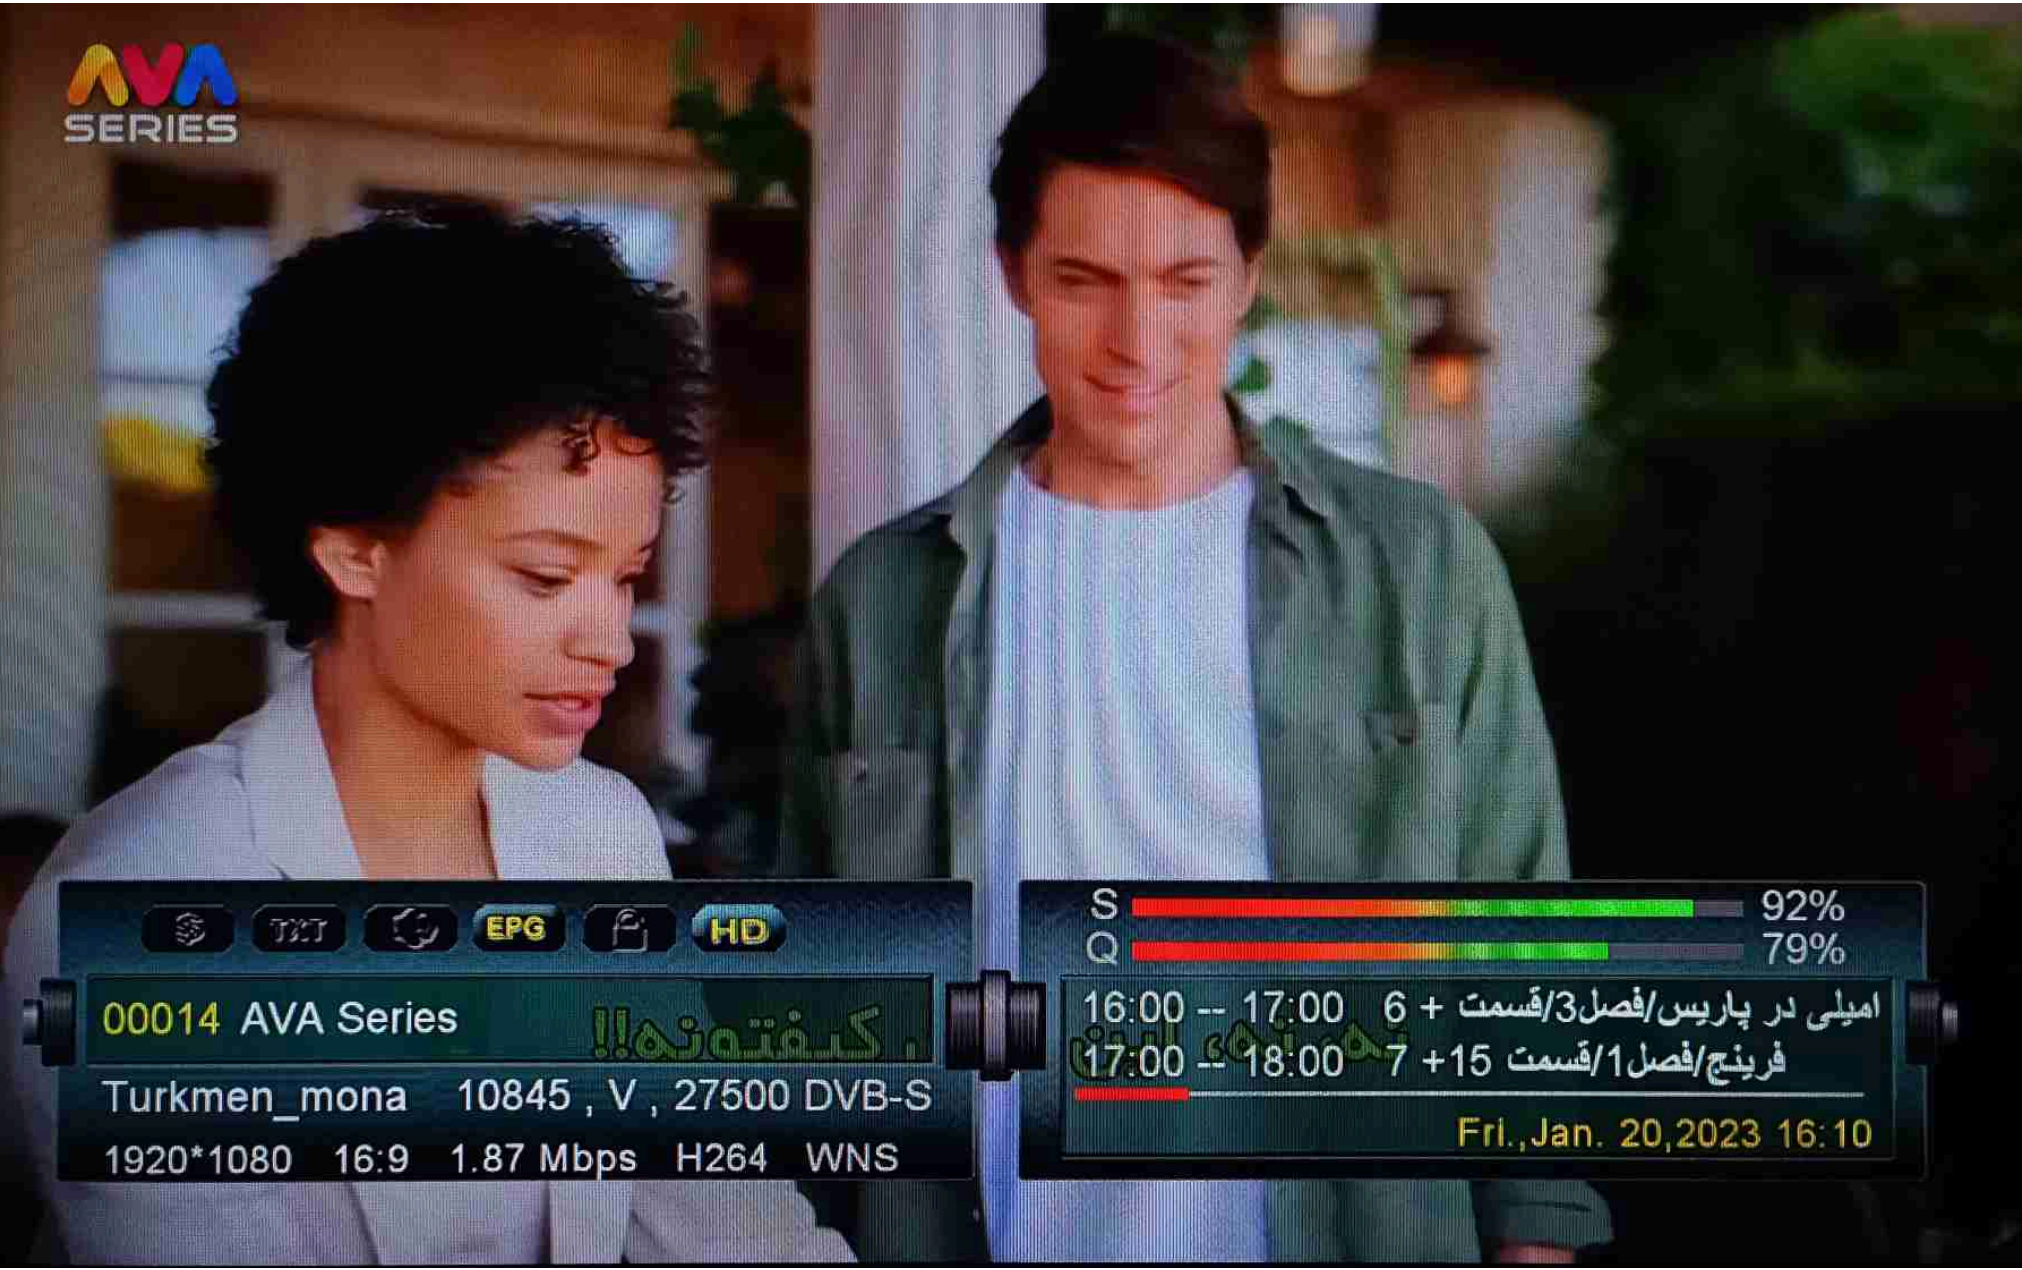 AVA
SERIES
TXT
EPG
HD
S 92%
Q 79%
00014 AVA Series
کیفتونه!!
16:00 -- 17:00 امیلی در پاریس/فصل3/قسمت + 6
17:00 -- 18:00 فرینج/فصل1/قسمت 15+ 7
Turkmen_mona 10845 , V , 27500 DVB-S
Fri.,Jan. 20,2023 16:10
1920*1080 16:9 1.87 Mbps H264 WNS